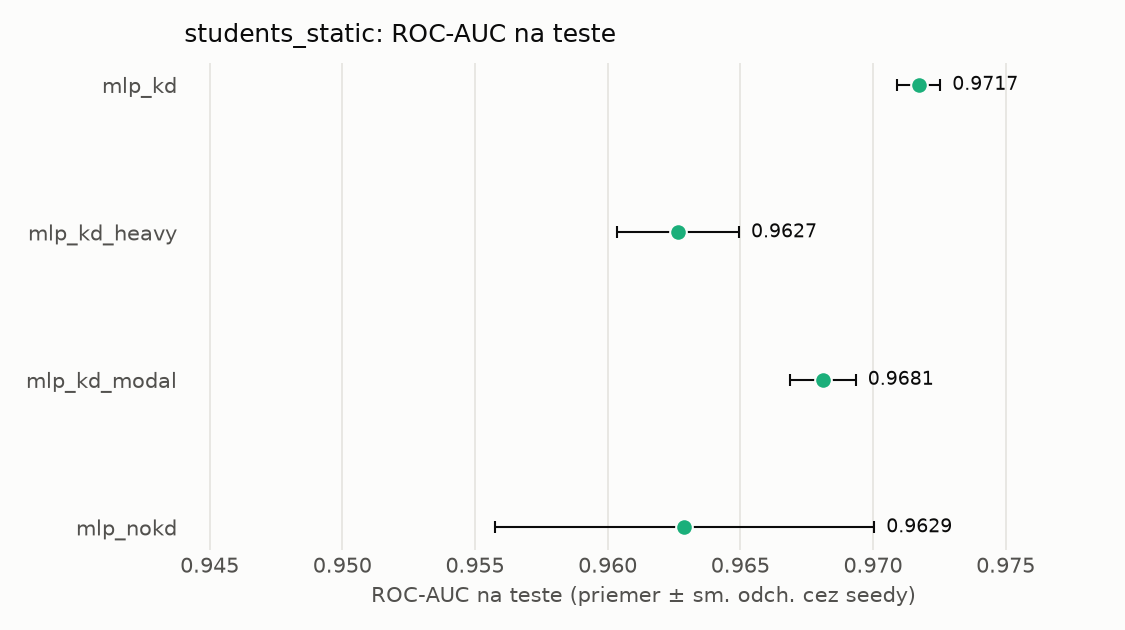 students_static: ROC-AUC na teste
mlp_kd
0.9717
mlp_kd_heavy
0.9627
mlp_kd_modal
0.9681
mlp_nokd
0.9629
0.945 0.950 0.955 0.960 0.965 0.970 0.975
ROC-AUC na teste (priemer ± sm. odch. cez seedy)